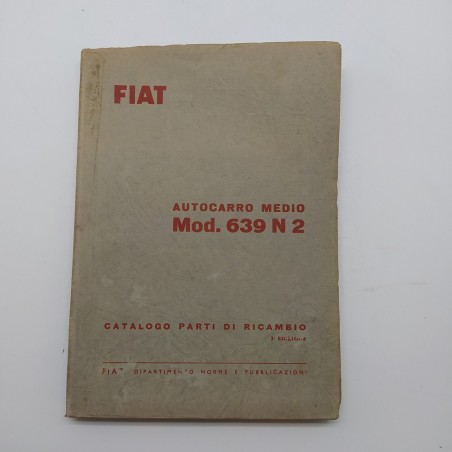 FIAT
AUTOCARRO MEDIO
Mod. 639 N 2
CATALOGO PARTI DI RICAMBIO
FIAT DIPARTIMENTO NORME E PUBBLICAZIONI